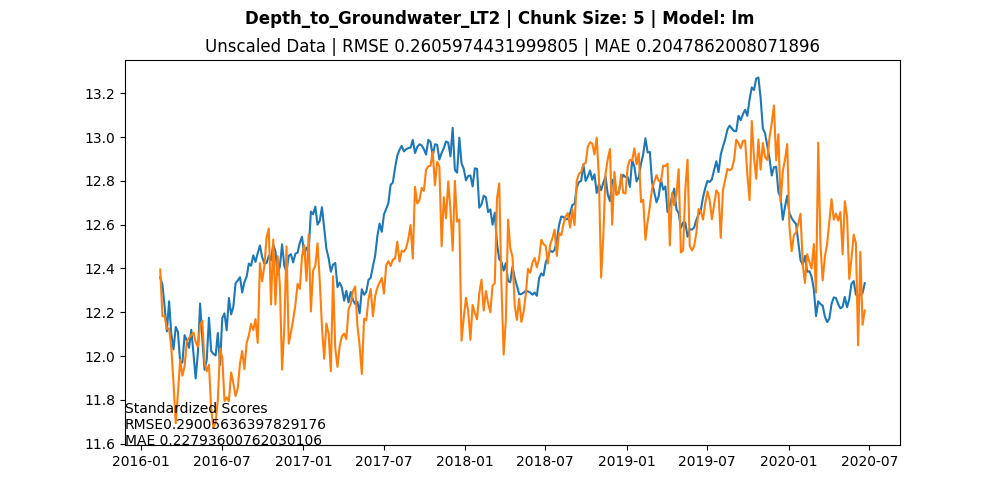 Depth_to_Groundwater_LT2 | Chunk Size: 5 | Model: lm
Unscaled Data | RMSE 0.2605974431999805 | MAE 0.2047862008071896
13.2
13.0
12.8
12.6
12.4
12.2
12.0
11.8
11.6
Standardized Scores
RMSE0.29005636397829176
MAE 0.22793600762030106
2016-01 2016-07 2017-01 2017-07 2018-01 2018-07 2019-01 2019-07 2020-01 2020-07